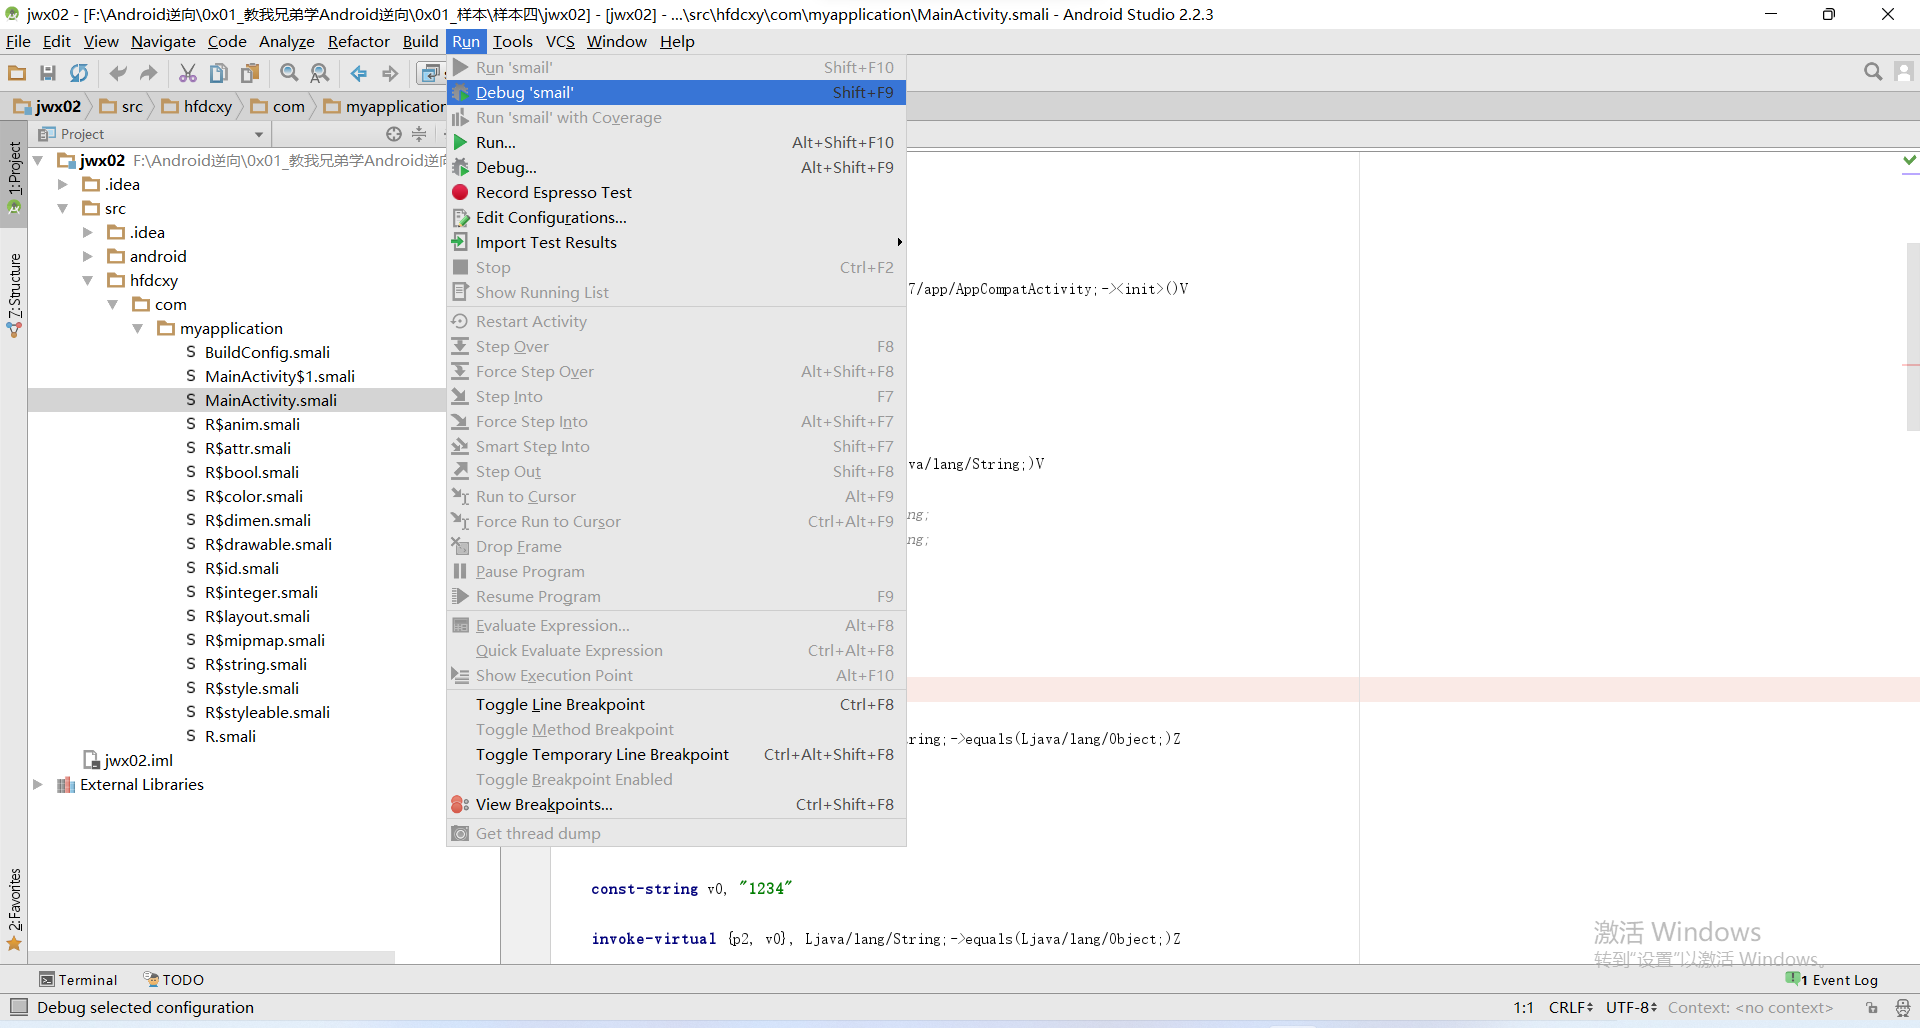 jwx02 - [F:\Android逆向\0x01_教我兄弟学Android逆向\0x01_样本\样本四\jwx02] - [jwx02] - ...\src\hfdcxy\com\myapplication\MainActivity.smali - Android Studio 2.2.3
File Edit View Navigate Code Analyze Refactor Build Run Tools VCS Window Help
jwx02 src hfdcxy com myapplication
Project
1: Project
7: Structure
2: Favorites
jwx02 F:\Android逆向\0x01_教我兄弟学Android逆向
.idea
src
.idea
android
hfdcxy
com
myapplication
S BuildConfig.smali
S MainActivity$1.smali
S MainActivity.smali
S R$anim.smali
S R$attr.smali
S R$bool.smali
S R$color.smali
S R$dimen.smali
S R$drawable.smali
S R$id.smali
S R$integer.smali
S R$layout.smali
S R$mipmap.smali
S R$string.smali
S R$style.smali
S R$styleable.smali
S R.smali
jwx02.iml
External Libraries
Run 'smail' Shift+F10
Debug 'smail' Shift+F9
Run 'smail' with Coverage
Run... Alt+Shift+F10
Debug... Alt+Shift+F9
Record Espresso Test
Edit Configurations...
Import Test Results
Stop Ctrl+F2
Show Running List
Restart Activity
Step Over F8
Force Step Over Alt+Shift+F8
Step Into F7
Force Step Into Alt+Shift+F7
Smart Step Into Shift+F7
Step Out Shift+F8
Run to Cursor Alt+F9
Force Run to Cursor Ctrl+Alt+F9
Drop Frame
Pause Program
Resume Program F9
Evaluate Expression... Alt+F8
Quick Evaluate Expression Ctrl+Alt+F8
Show Execution Point Alt+F10
Toggle Line Breakpoint Ctrl+F8
Toggle Method Breakpoint
Toggle Temporary Line Breakpoint Ctrl+Alt+Shift+F8
Toggle Breakpoint Enabled
View Breakpoints... Ctrl+Shift+F8
Get thread dump
7/app/AppCompatActivity;-><init>()V
va/lang/String;)V
ng;
ng;
ring;->equals(Ljava/lang/Object;)Z
const-string v0, "1234"
invoke-virtual {p2, v0}, Ljava/lang/String;->equals(Ljava/lang/Object;)Z
激活 Windows
转到"设置"以激活 Windows。
Terminal TODO 1 Event Log
Debug selected configuration 1:1 CRLF UTF-8 Context: <no context>